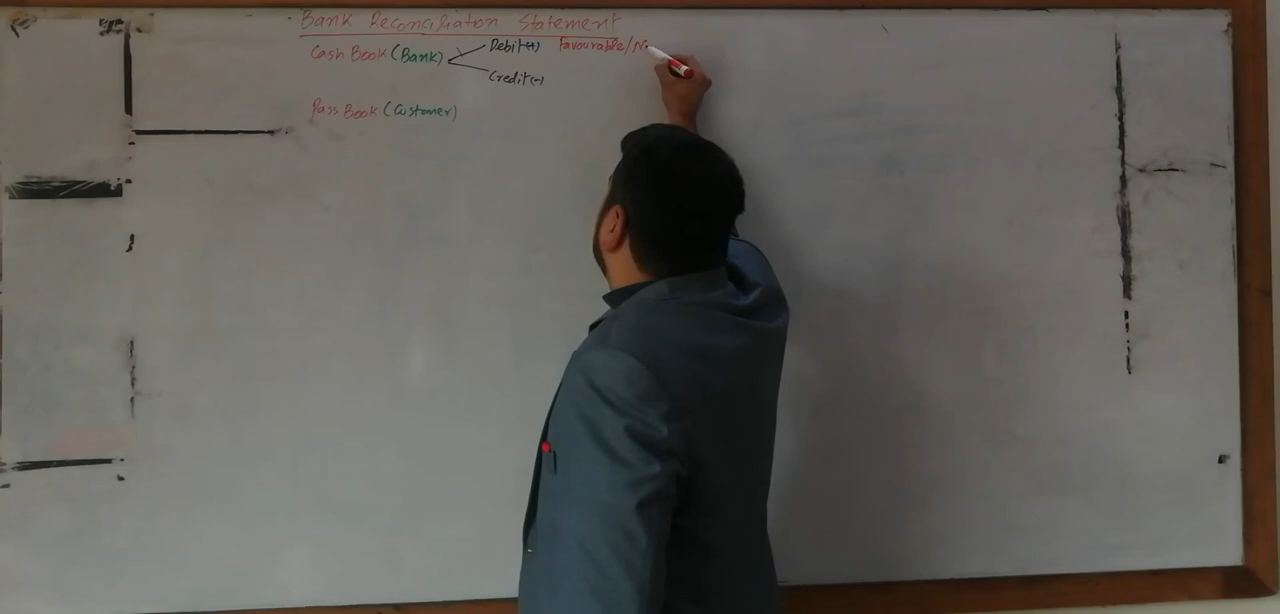 Bank Reconciliation Statement
Cash Book (Bank)
Debit (+) Favourable/N
Credit (-)
Pass Book (Customer)